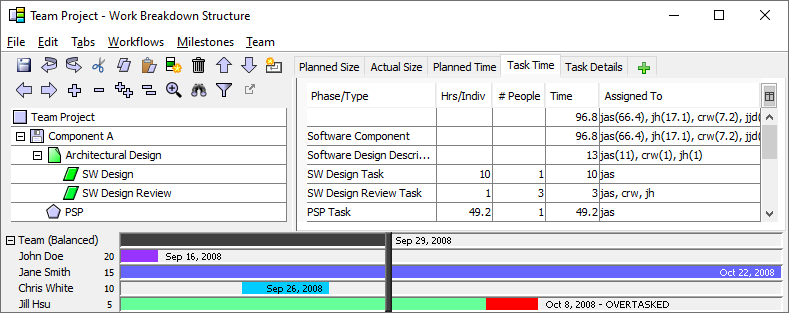 Team Project - Work Breakdown Structure
File Edit Tabs Workflows Milestones Team
Planned Size Actual Size Planned Time Task Time Task Details
Phase/Type Hrs/Indiv # People Time Assigned To
Team Project 96.8 jas(66.4), jh(17.1), crw(7.2), jjd(
Component A Software Component 96.8 jas(66.4), jh(17.1), crw(7.2), jjd(
Architectural Design Software Design Descri... 13 jas(11), crw(1), jh(1)
SW Design SW Design Task 10 1 10 jas
SW Design Review SW Design Review Task 1 3 3 jas, crw, jh
PSP PSP Task 49.2 1 49.2 jas
Team (Balanced) Sep 29, 2008
John Doe 20 Sep 16, 2008
Jane Smith 15 Oct 22, 2008
Chris White 10 Sep 26, 2008
Jill Hsu 5 Oct 8, 2008 - OVERTASKED